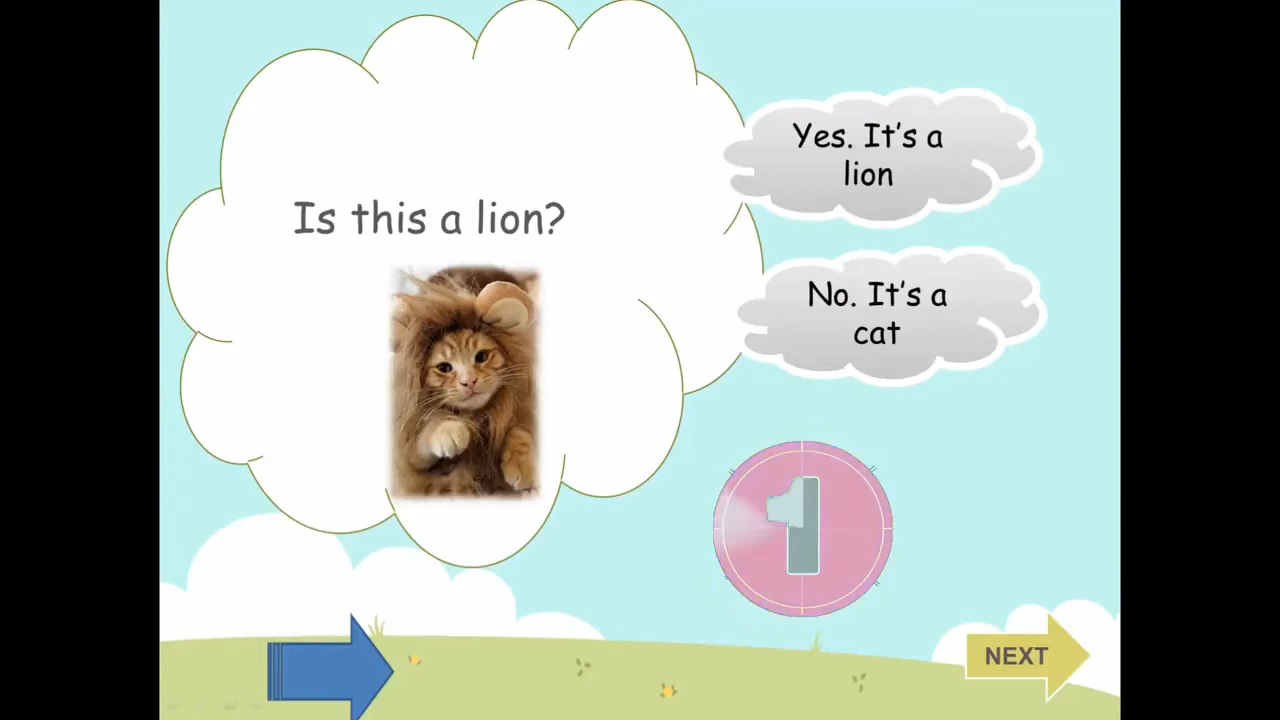 Is this a lion?
Yes. It's a
lion
No. It's a
cat
1
NEXT